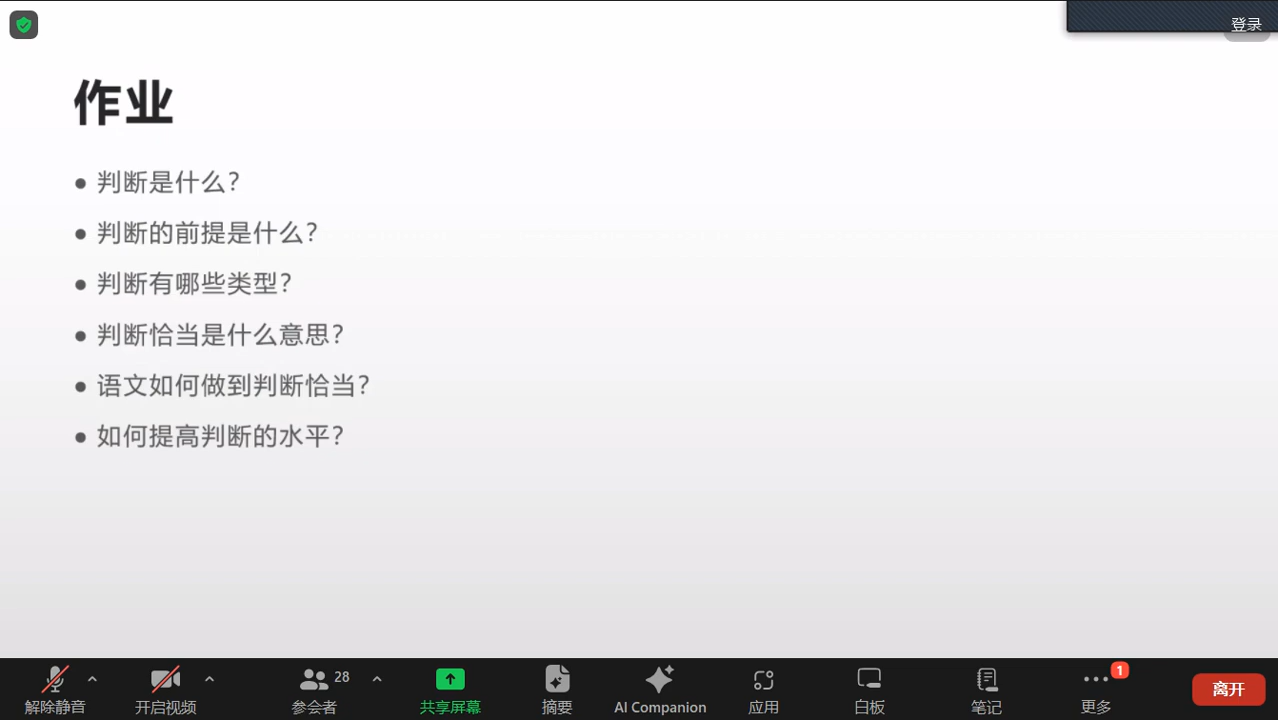 登录
作业
● 判断是什么？
● 判断的前提是什么？
● 判断有哪些类型？
● 判断恰当是什么意思？
● 语文如何做到判断恰当？
● 如何提高判断的水平？
解除静音
开启视频
28
参会者
共享屏幕
摘要
AI Companion
应用
白板
笔记
1
更多
离开